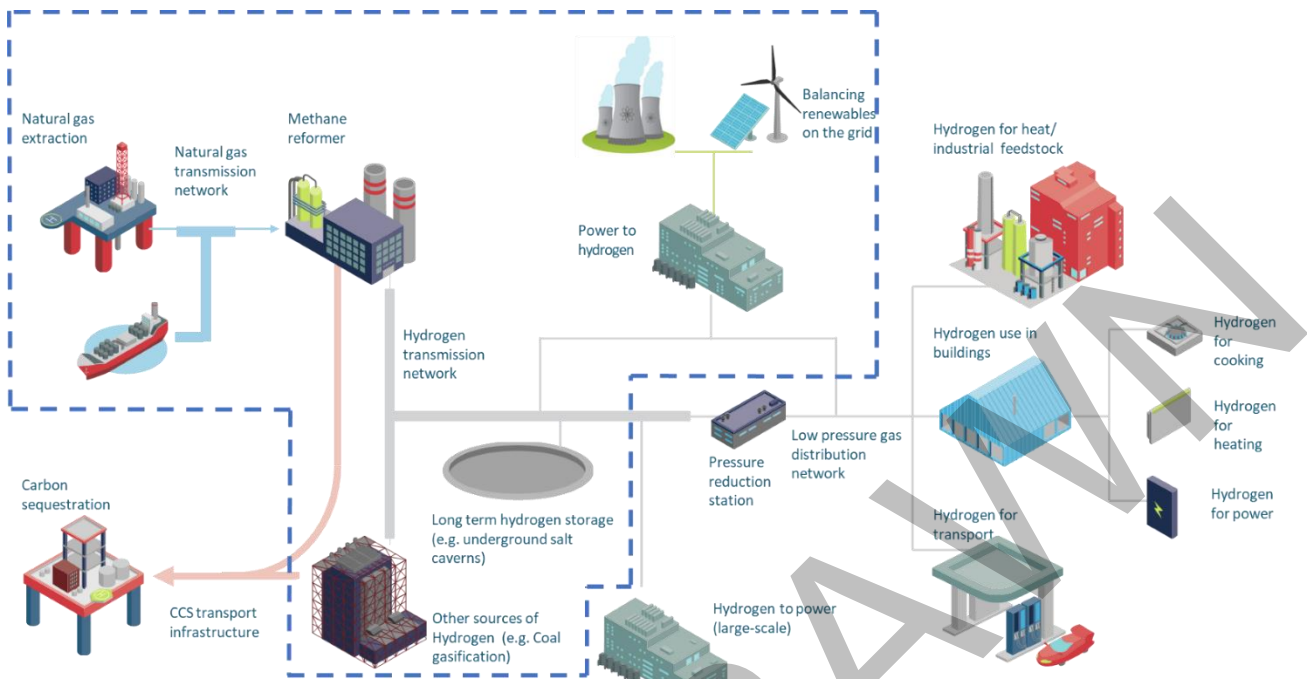 Natural gas
extraction
Natural gas
transmission
network
Methane
reformer
Balancing
renewables
on the grid
Power to
hydrogen
Hydrogen for heat/
industrial feedstock
Hydrogen
transmission
network
Hydrogen use in
buildings
Hydrogen
for
cooking
Hydrogen
for
heating
Hydrogen
for power
Low pressure gas
distribution
network
Pressure
reduction
station
Carbon
sequestration
CCS transport
infrastructure
Long term hydrogen storage
(e.g. underground salt
caverns)
Other sources of
Hydrogen (e.g. Coal
gasification)
Hydrogen to power
(large-scale)
Hydrogen for
transport
H
AWN